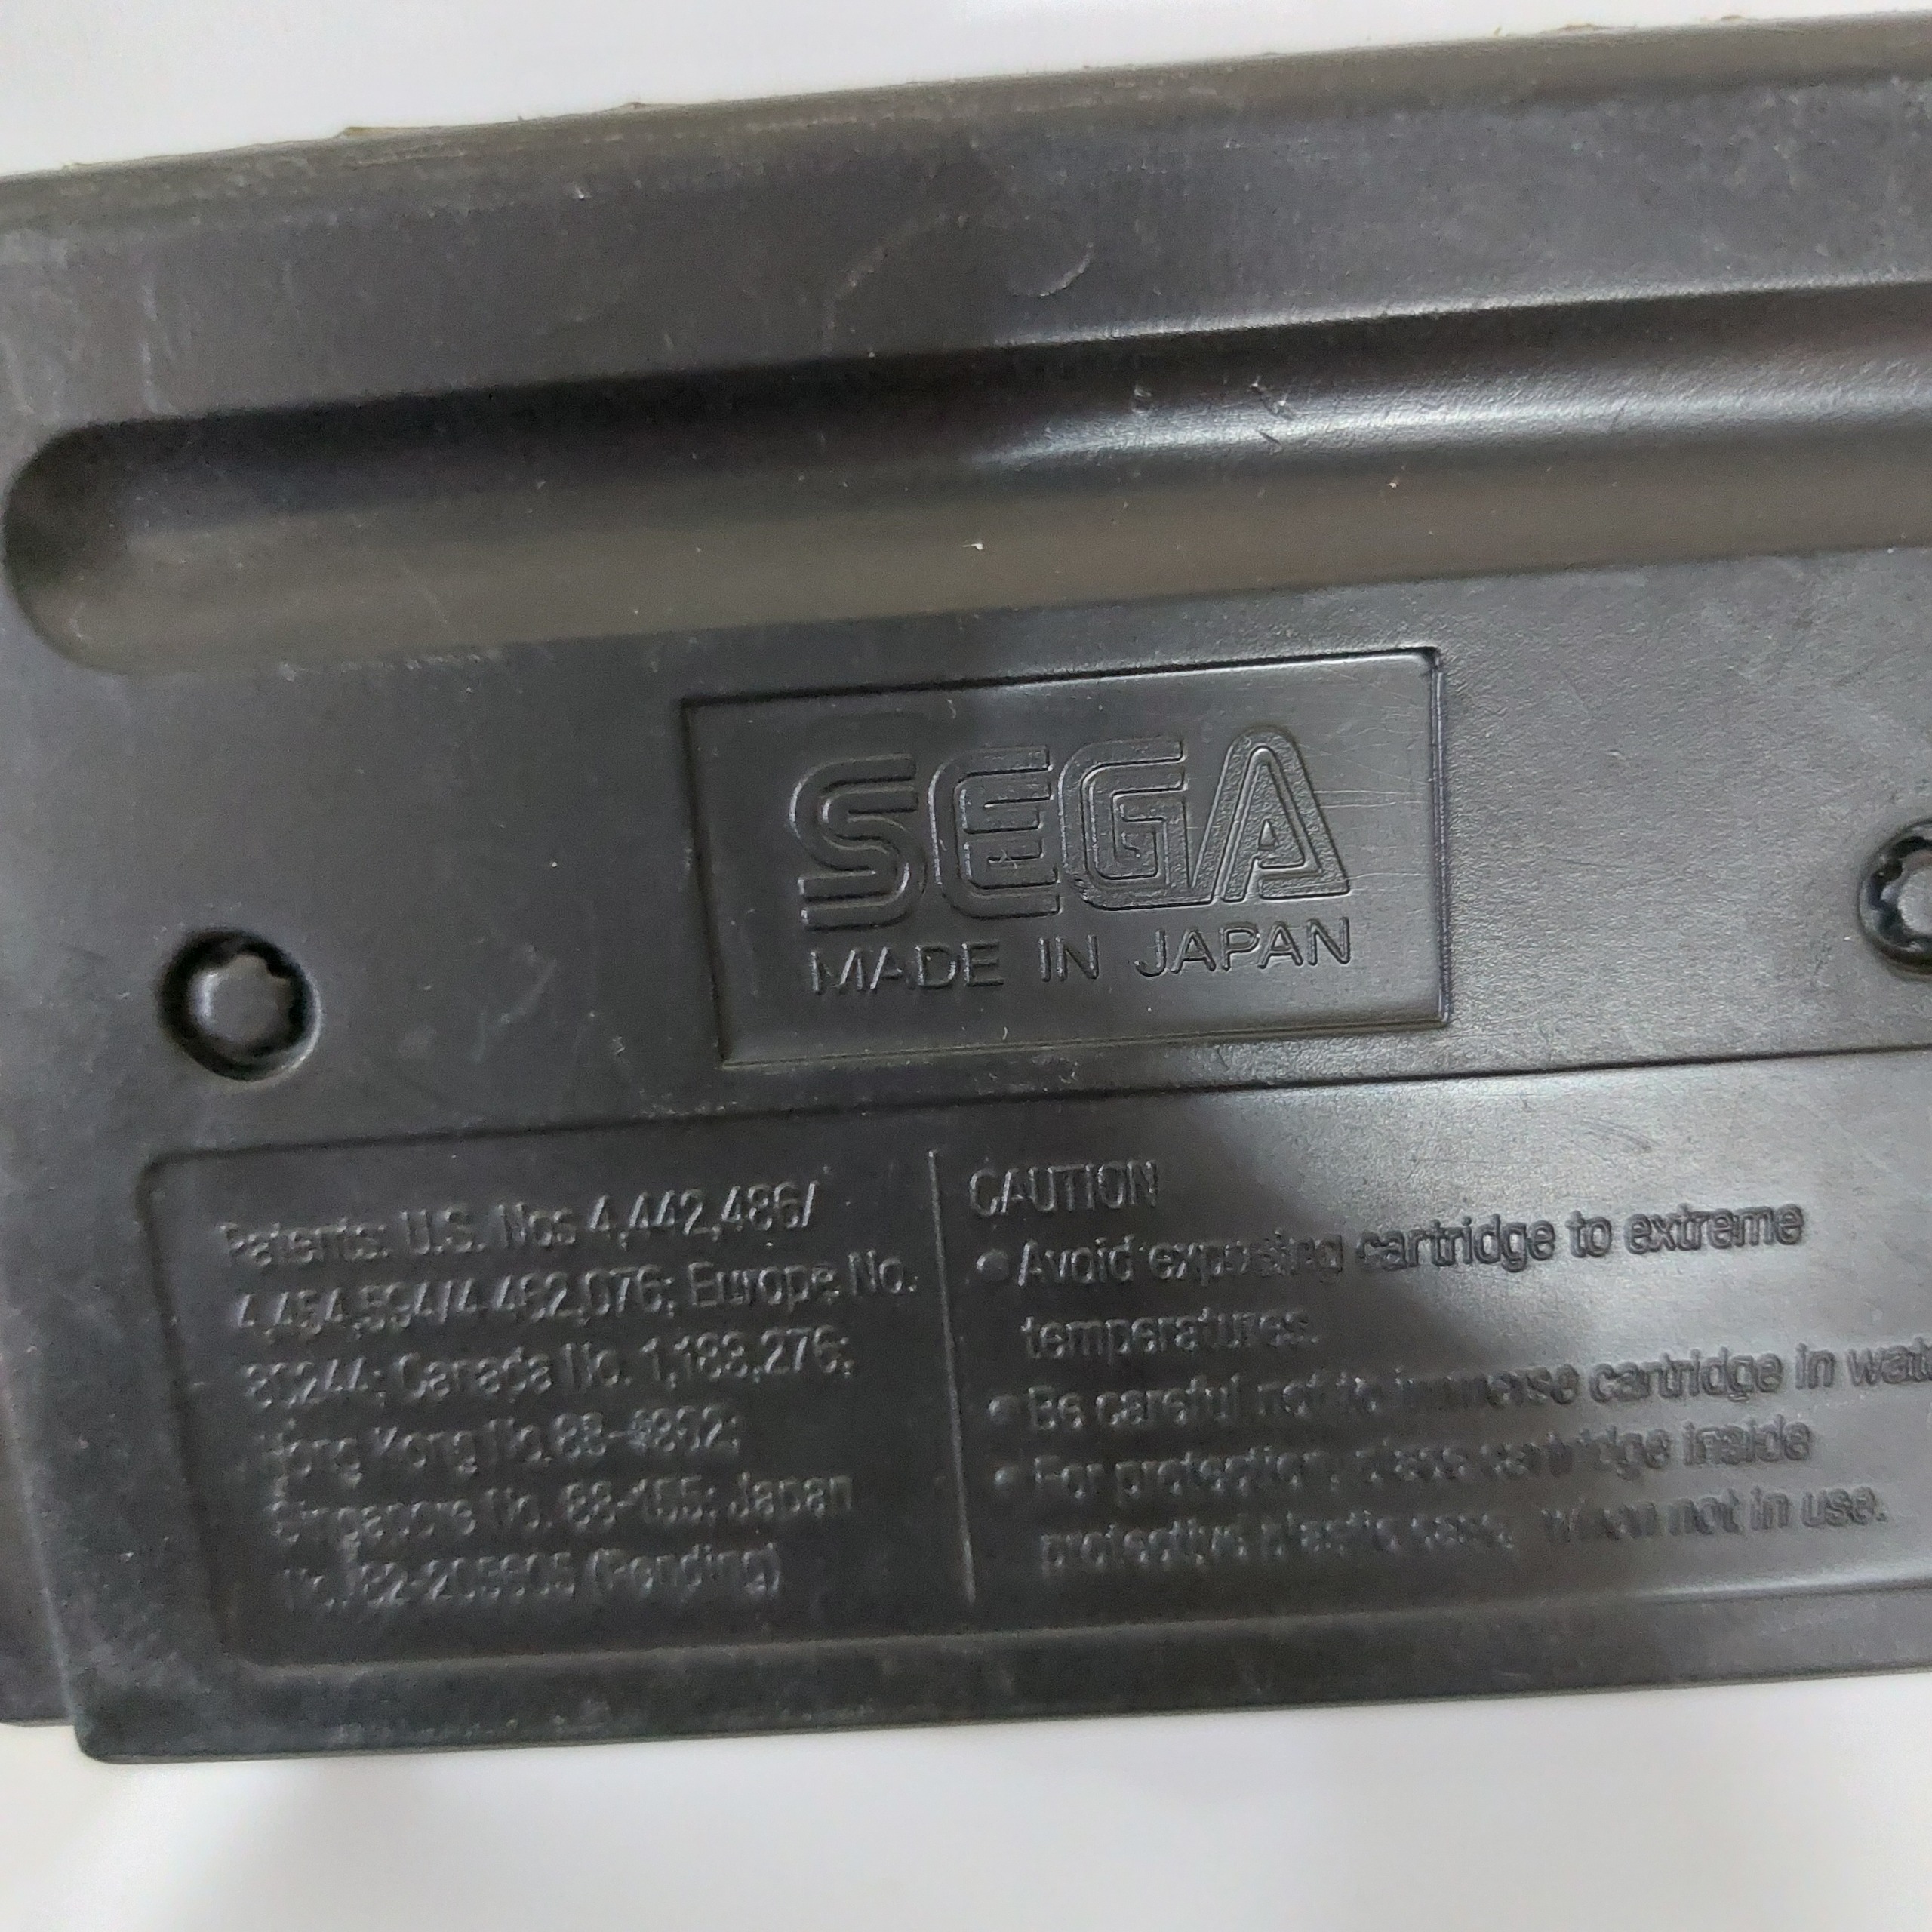 SEGA
MADE IN JAPAN
Patents: U.S. Nos 4,442,486/
4,454,594/4,462,076; Europe No.
80244; Canada No. 1,183,276;
Hong Kong No. 88-4302;
Singapore No. 88-155; Japan
No. 82-205605 (Pending)
CAUTION
● Avoid exposing cartridge to extreme
temperatures.
● Be careful not to immerse cartridge in
● For protection, place cartridge inside
protective plastic case, when not in use.